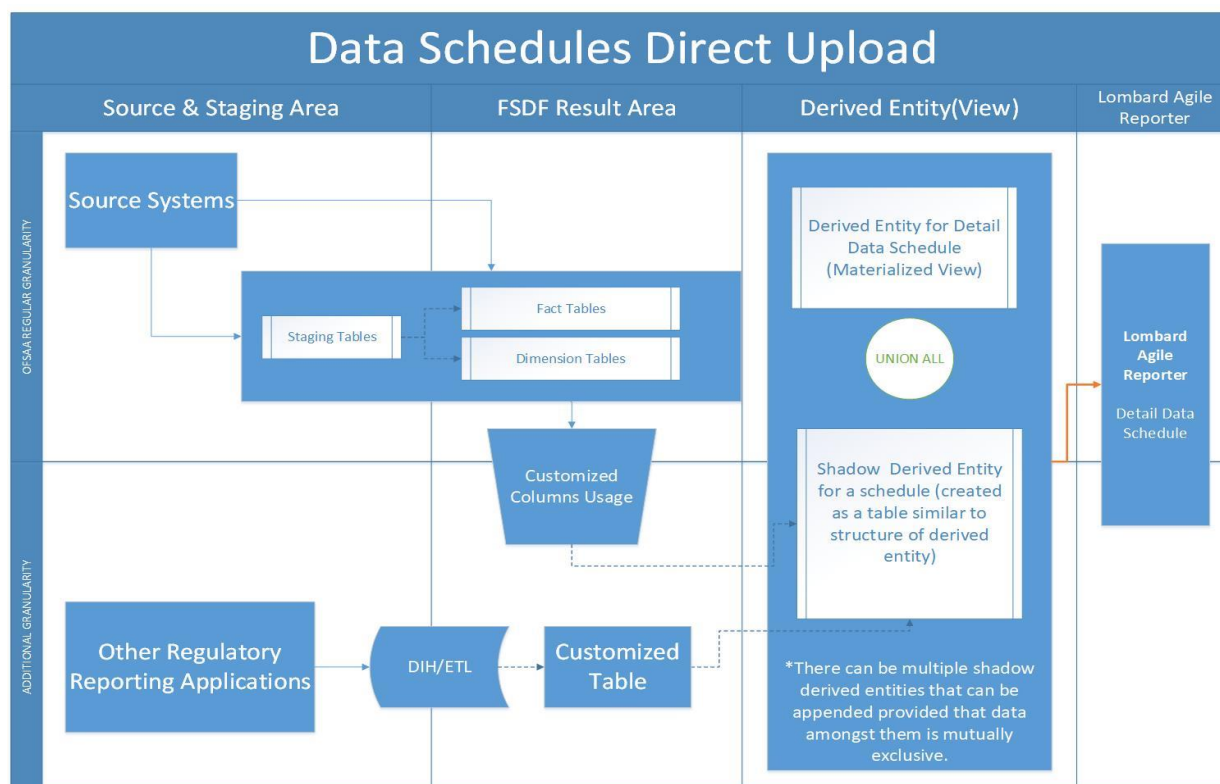 Data Schedules Direct Upload
Source & Staging Area
FSDF Result Area
Derived Entity(View)
Lombard Agile
Reporter
OFSAA REGULAR GRANULARITY
Source Systems
Staging Tables
Fact Tables
Dimension Tables
Customized
Columns Usage
Derived Entity for Detail
Data Schedule
(Materialized View)
UNION ALL
Shadow Derived Entity
for a schedule (created
as a table similar to
structure of derived
entity)
Lombard
Agile
Reporter
Detail Data
Schedule
ADDITIONAL GRANULARITY
Other Regulatory
Reporting Applications
DIH/ETL
Customized
Table
*There can be multiple shadow
derived entities that can be
appended provided that data
amongst them is mutually
exclusive.